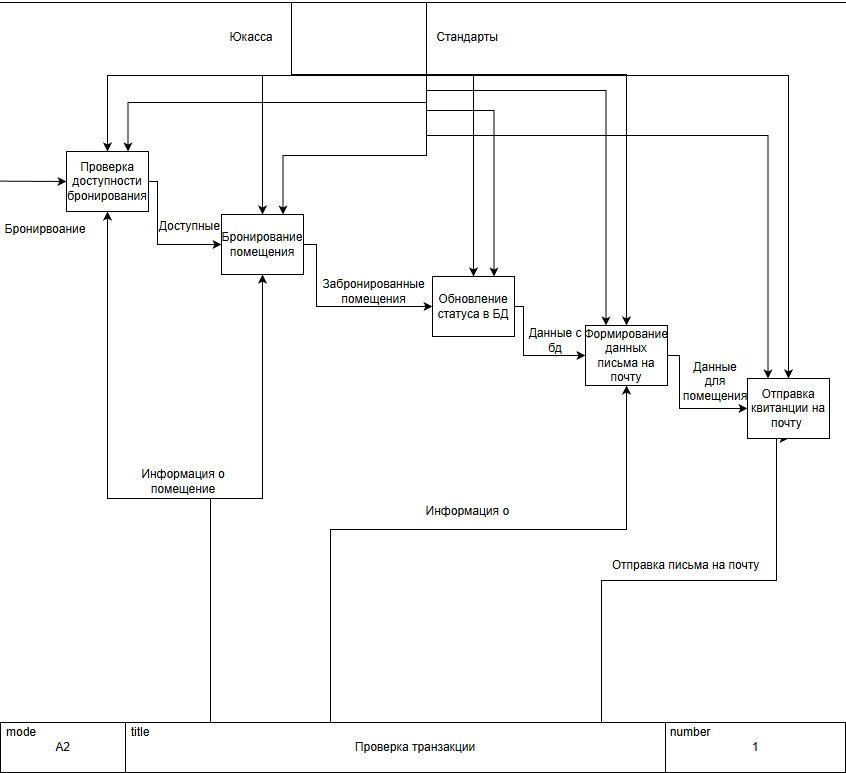 Юкасса
Стандарты
Проверка
доступности
бронирования
Бронирвоание
Доступные
Бронирование
помещения
Забронированные
помещения
Обновление
статуса в БД
Данные с
бд
Формирование
данных
письма на
почту
Данные
для
помещения
Отправка
квитанции на
почту
Информация о
помещение
Информация о
Отправка письма на почту
mode
A2
title
Проверка транзакции
number
1